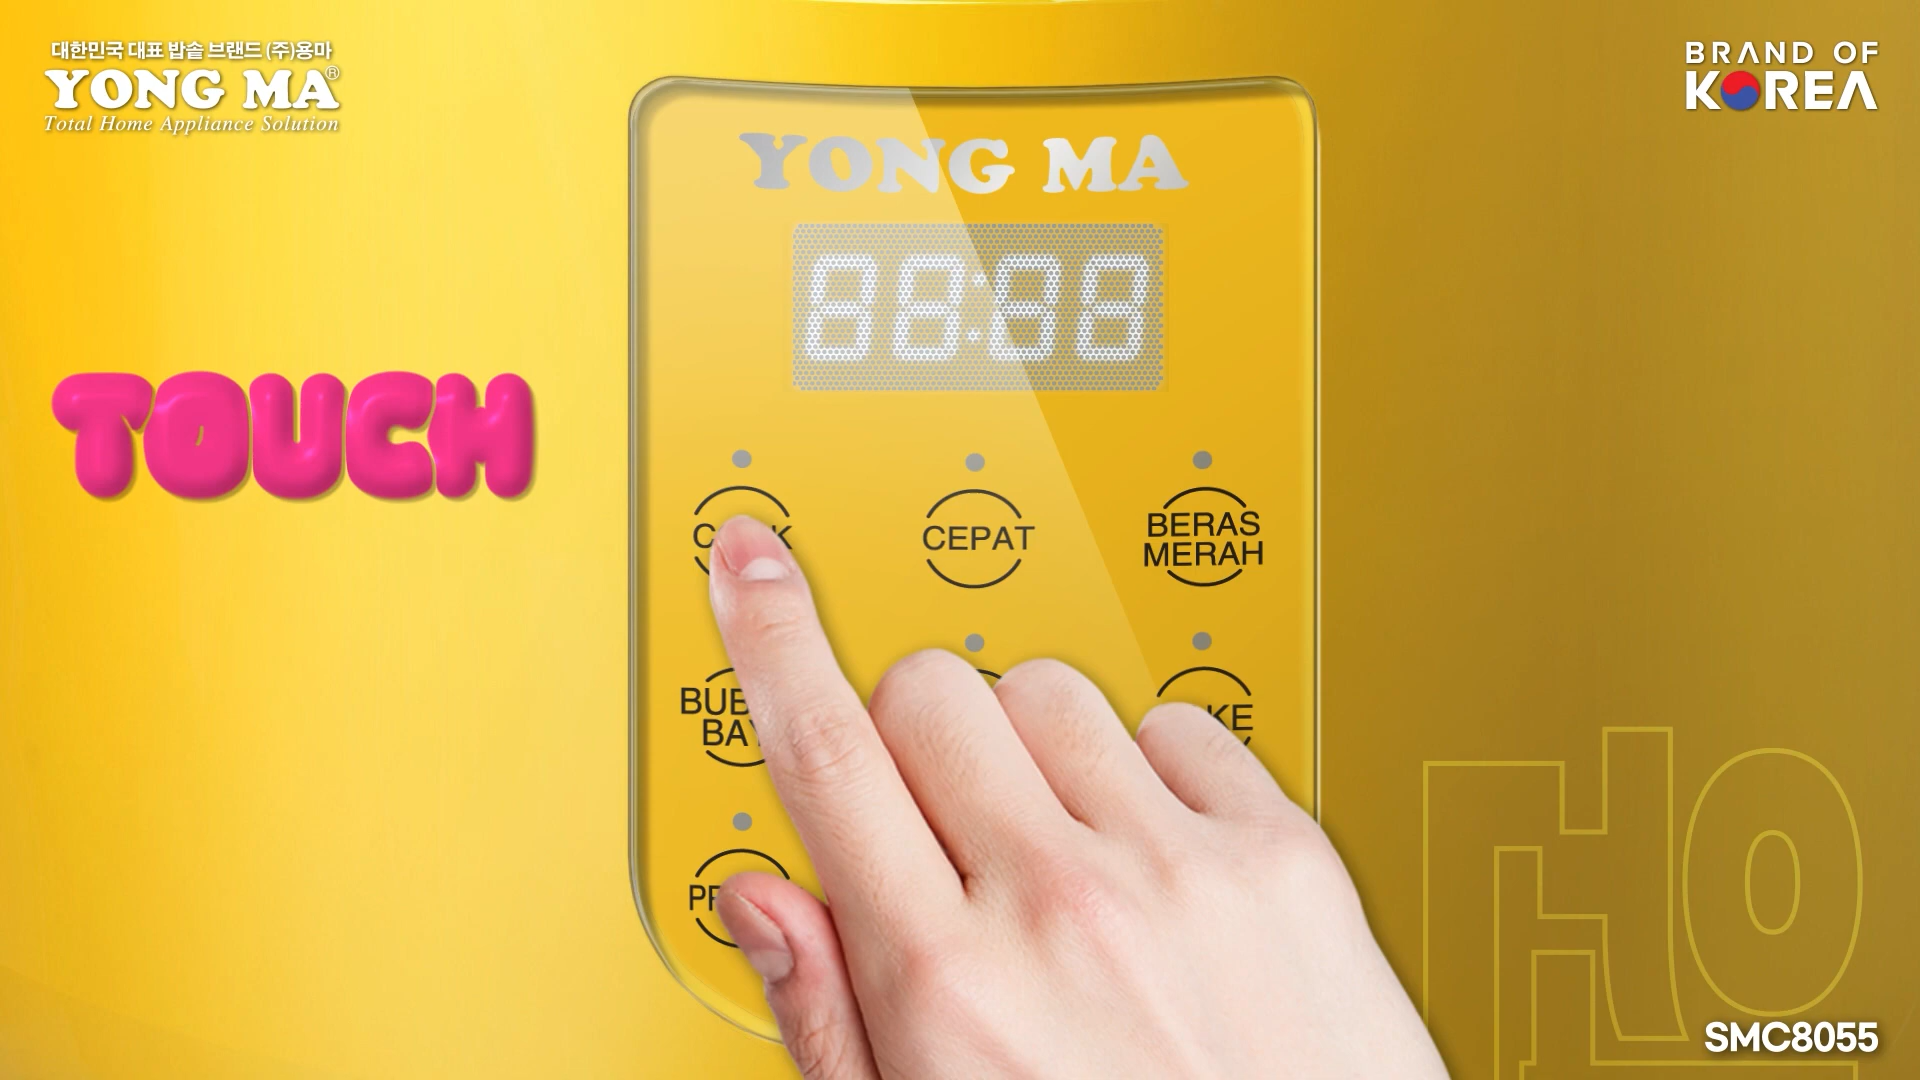 대한민국 대표 밥솥 브랜드 (주)용마
YONG MA®
Total Home Appliance Solution
BRAND OF
KOREA
YONG MA
88:88
TOUCH
CEPAT
BERAS
MERAH
HO
SMC8055